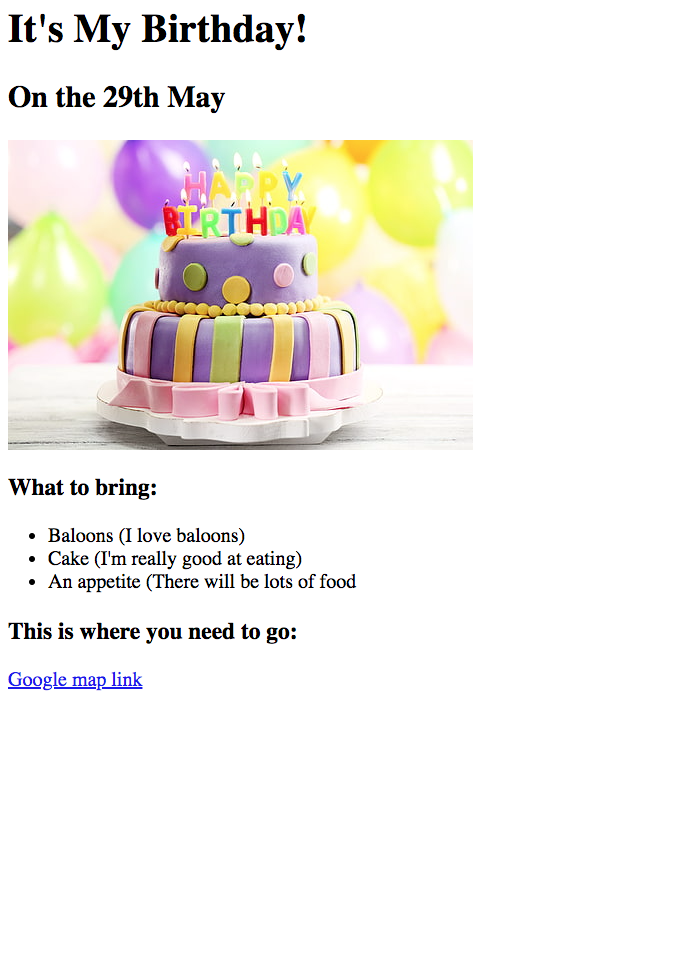 It's My Birthday!
On the 29th May
HAPPY
BIRTHDAY
What to bring:
Baloons (I love baloons)
Cake (I'm really good at eating)
An appetite (There will be lots of food
This is where you need to go:
Google map link